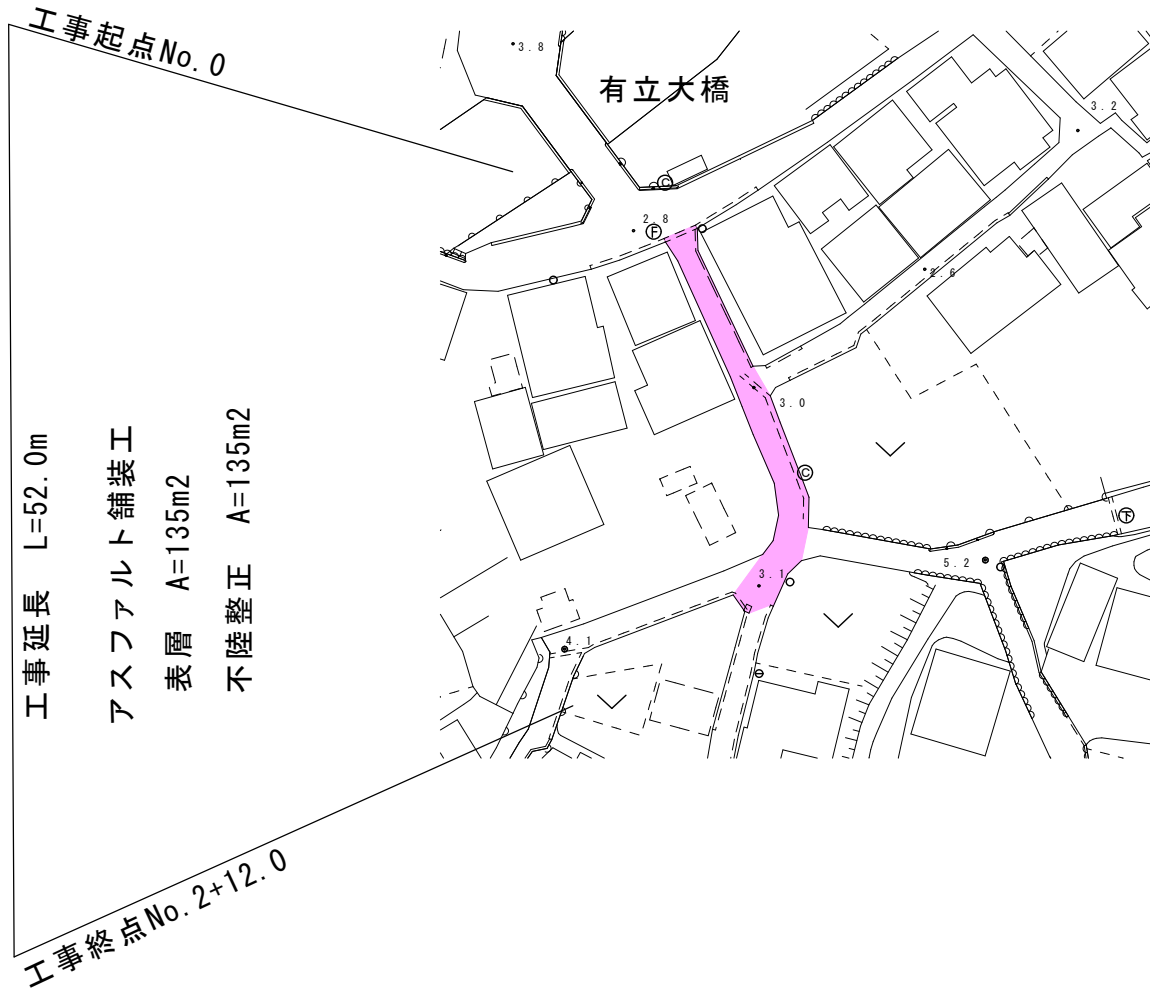 工事起点No.0
3.8
有立大橋
3.2
C
2.8
F
2.6
3.0
C
下
5.2
3.1
4.1
工事延長 L=52.0m
アスファルト舗装工
表層 A=135m2
不陸整正 A=135m2
工事終点No.2+12.0